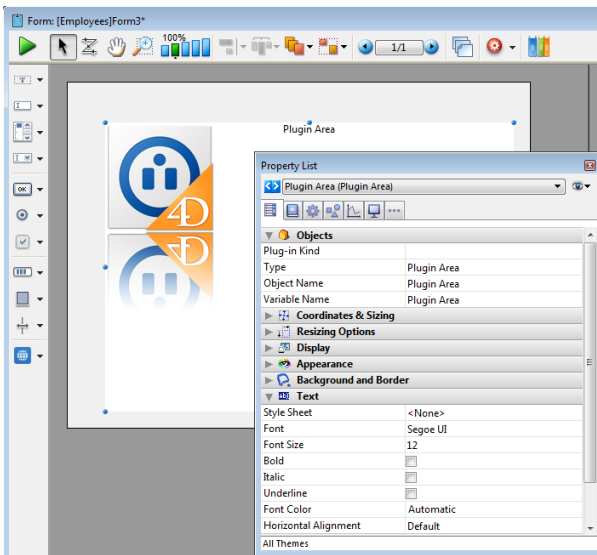 Form: [Employees]Form3*
100%
1/1
Plugin Area
4D
Property List
Plugin Area (Plugin Area)
Objects
Plug-in Kind
Type Plugin Area
Object Name Plugin Area
Variable Name Plugin Area
Coordinates & Sizing
Resizing Options
Display
Appearance
Background and Border
Text
Style Sheet <None>
Font Segoe UI
Font Size 12
Bold
Italic
Underline
Font Color Automatic
Horizontal Alignment Default
All Themes
OK